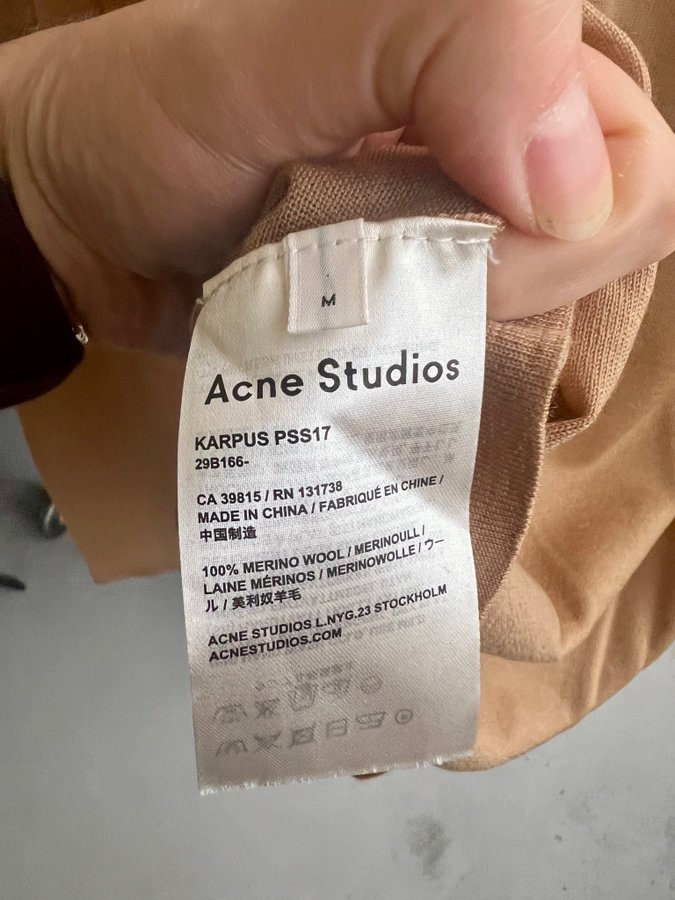 M
Acne Studios
KARPUS PSS17
29B166-
CA 39815 / RN 131738
MADE IN CHINA / FABRIQUÉ EN CHINE /
中国制造
100% MERINO WOOL / MERINOULL /
LAINE MÉRINOS / MERINOWOLLE / ウー
ル / 美利奴羊毛
ACNE STUDIOS L.NYG.23 STOCKHOLM
ACNESTUDIOS.COM